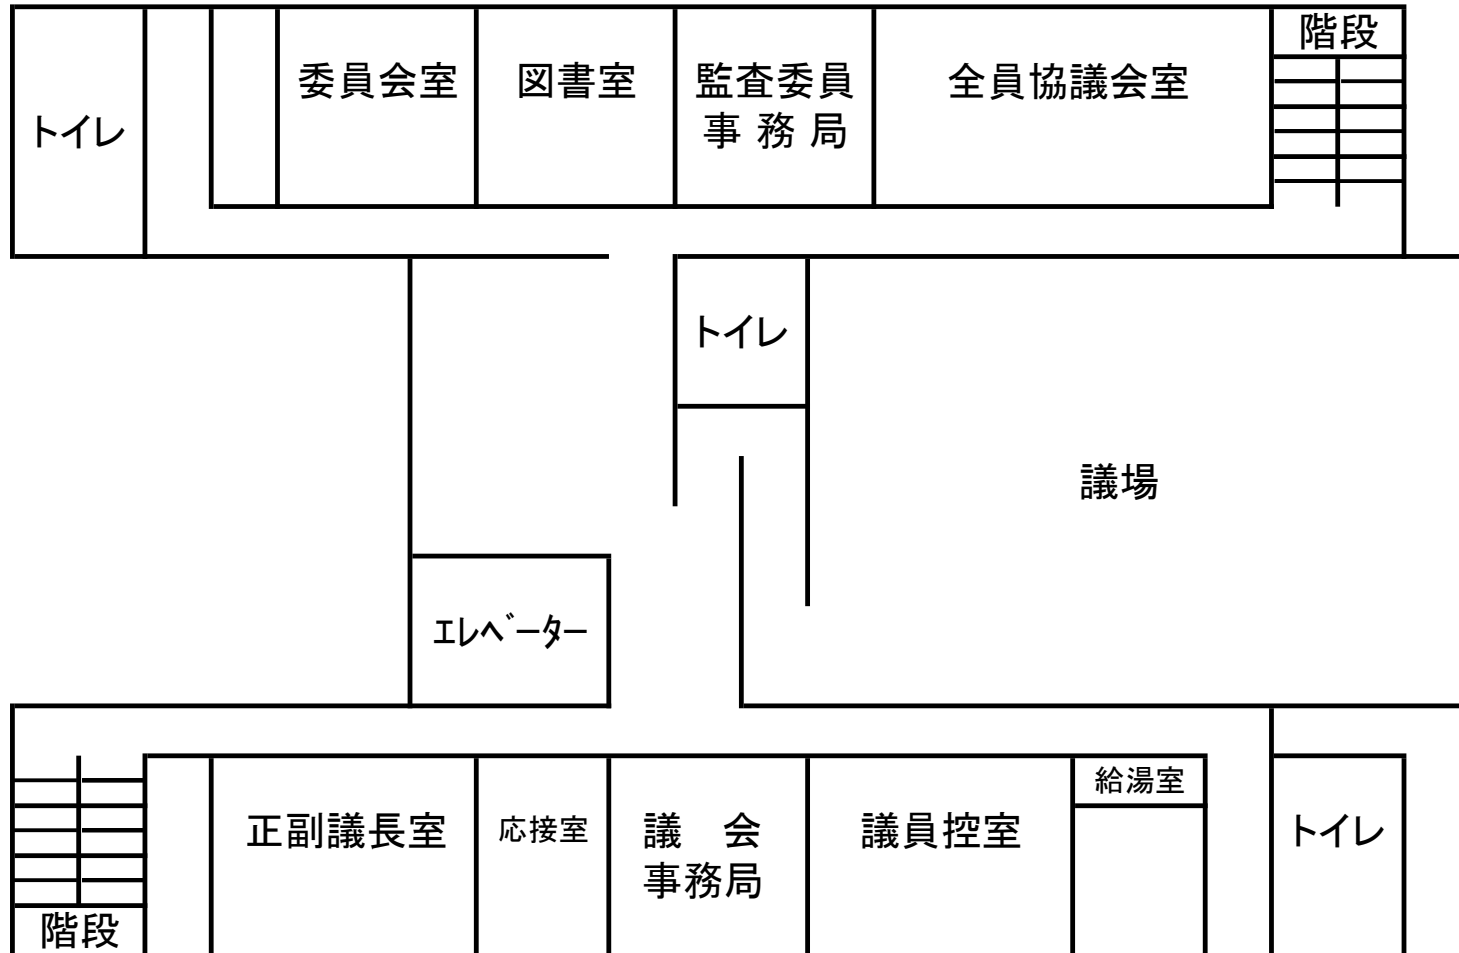 階段
委員会室
図書室
監査委員
事務局
全員協議会室
トイレ
トイレ
議場
エレベーター
給湯室
正副議長室
応接室
議　会
事務局
議員控室
トイレ
階段